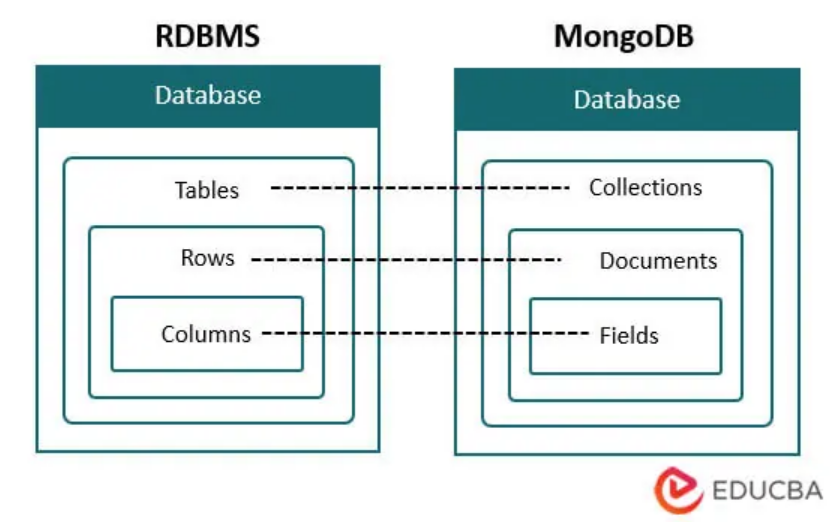 RDBMS
MongoDB
Database
Database
Tables
Collections
Rows
Documents
Columns
Fields
EDUCBA